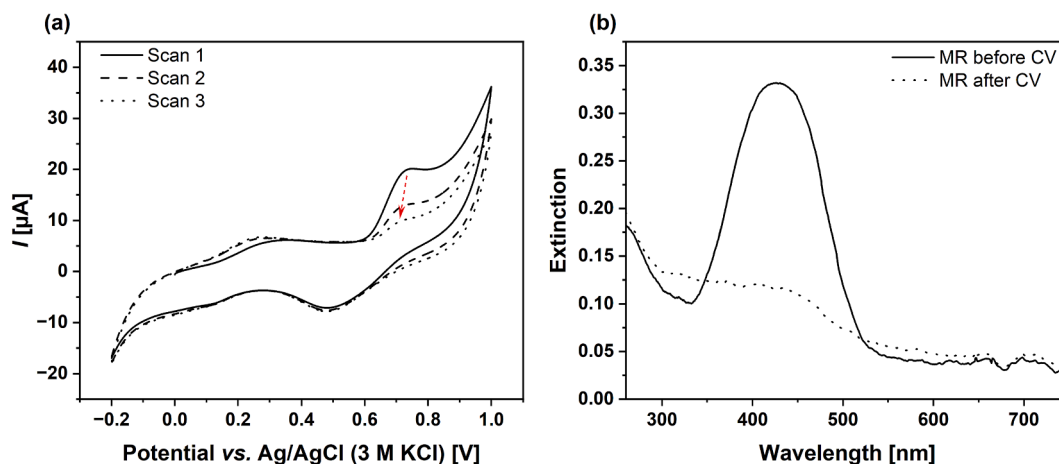 (a)
Scan 1
Scan 2
Scan 3
40
30
20
10
0
−10
−20
I [µA]
−0.2 0.0 0.2 0.4 0.6 0.8 1.0
Potential vs. Ag/AgCl (3 M KCl) [V]
(b)
MR before CV
MR after CV
0.35
0.30
0.25
0.20
0.15
0.10
0.05
0.00
Extinction
300 400 500 600 700
Wavelength [nm]